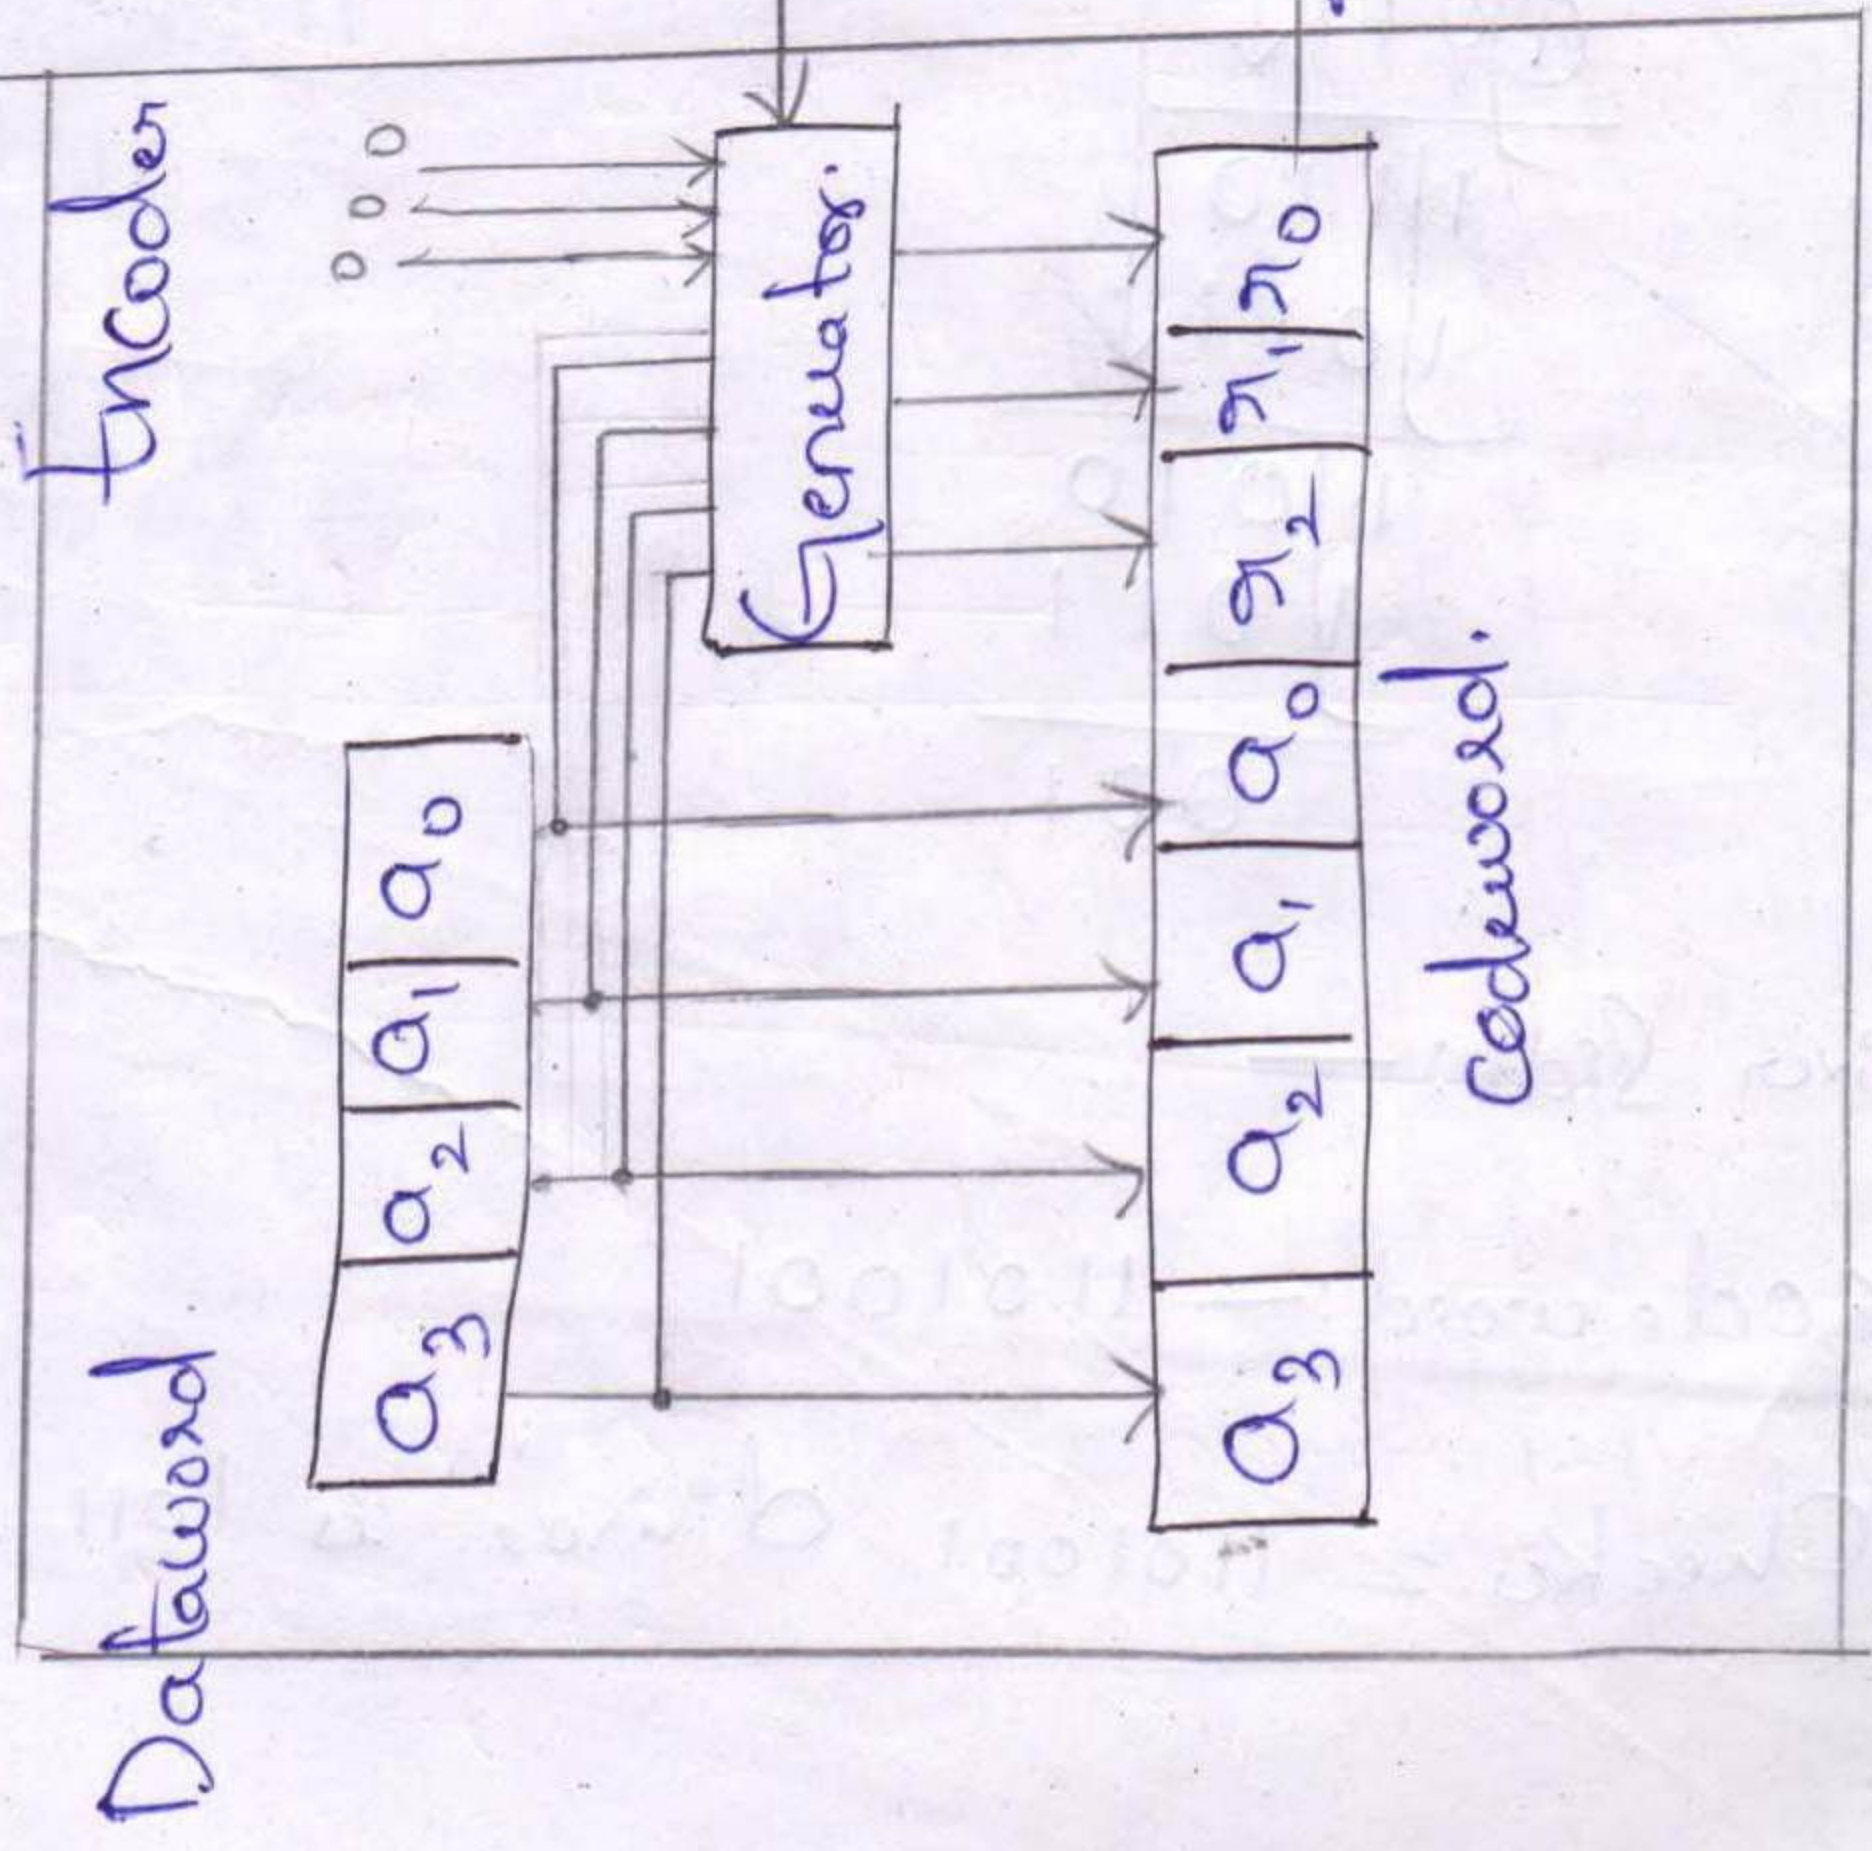 Dataword
Encoder
a3 a2 a1 a0
0 0 0
Generator.
a3 a2 a1 a0 r2 r1 r0
Codeword.